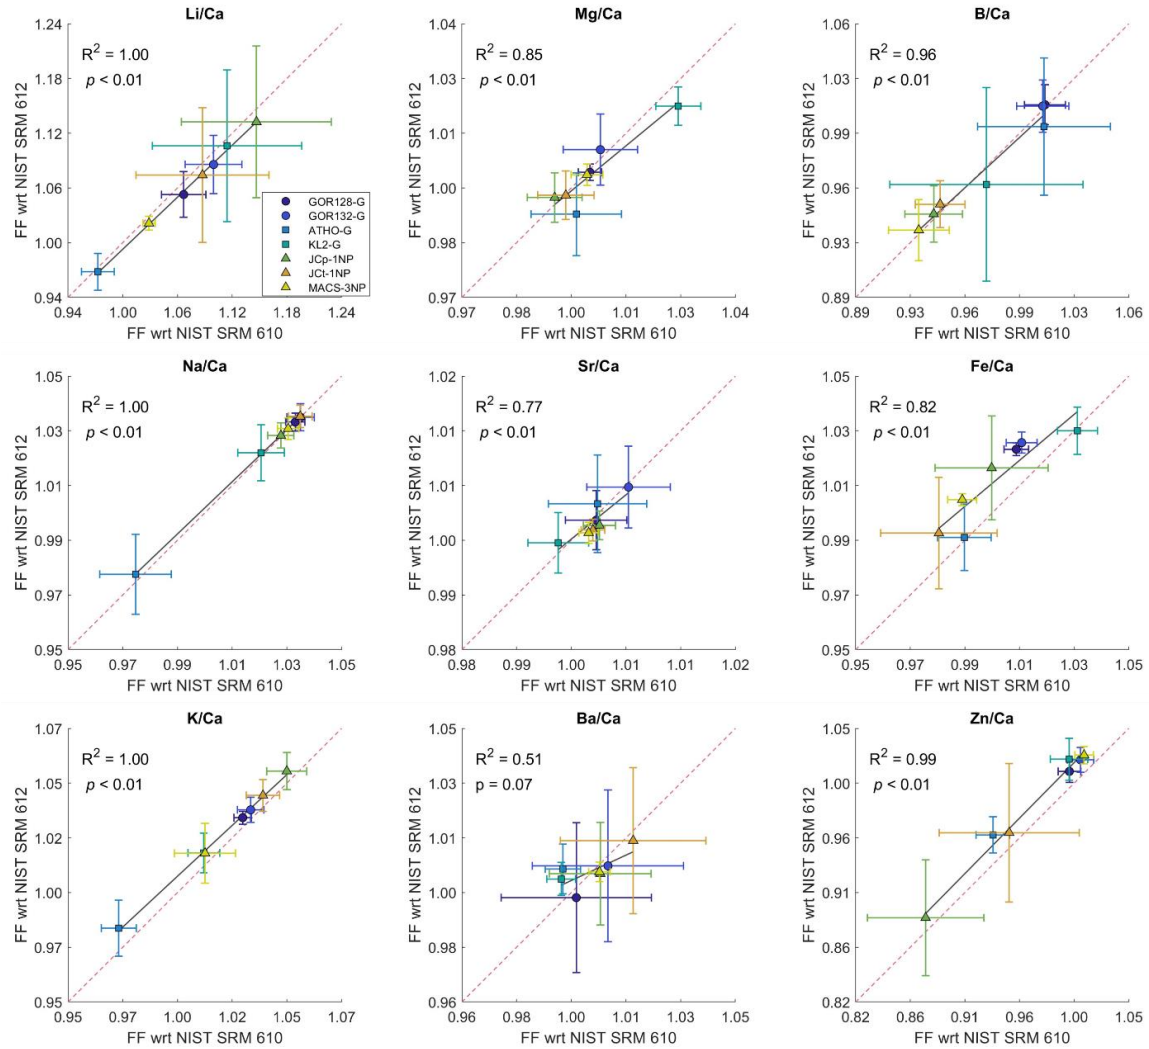 Li/Ca
R² = 1.00
p < 0.01
1.24
1.18
1.12
1.06
1.00
0.94
0.94 1.00 1.06 1.12 1.18 1.24
FF wrt NIST SRM 612
FF wrt NIST SRM 610
GOR128-G
GOR132-G
ATHO-G
KL2-G
JCp-1NP
JCt-1NP
MACS-3NP
Mg/Ca
R² = 0.85
p < 0.01
1.04
1.03
1.01
1.00
0.98
0.97
0.97 0.98 1.00 1.01 1.03 1.04
FF wrt NIST SRM 612
FF wrt NIST SRM 610
B/Ca
R² = 0.96
p < 0.01
1.06
1.03
0.99
0.96
0.93
0.89
0.89 0.93 0.96 0.99 1.03 1.06
FF wrt NIST SRM 612
FF wrt NIST SRM 610
Na/Ca
R² = 1.00
p < 0.01
1.05
1.03
1.01
0.99
0.97
0.95
0.95 0.97 0.99 1.01 1.03 1.05
FF wrt NIST SRM 612
FF wrt NIST SRM 610
Sr/Ca
R² = 0.77
p < 0.01
1.02
1.01
1.01
1.00
0.99
0.98
0.98 0.99 1.00 1.01 1.01 1.02
FF wrt NIST SRM 612
FF wrt NIST SRM 610
Fe/Ca
R² = 0.82
p < 0.01
1.05
1.03
1.01
0.99
0.97
0.95
0.95 0.97 0.99 1.01 1.03 1.05
FF wrt NIST SRM 612
FF wrt NIST SRM 610
K/Ca
R² = 1.00
p < 0.01
1.07
1.05
1.02
1.00
0.97
0.95
0.95 0.97 1.00 1.02 1.05 1.07
FF wrt NIST SRM 612
FF wrt NIST SRM 610
Ba/Ca
R² = 0.51
p = 0.07
1.05
1.03
1.01
1.00
0.98
0.96
0.96 0.98 1.00 1.01 1.03 1.05
FF wrt NIST SRM 612
FF wrt NIST SRM 610
Zn/Ca
R² = 0.99
p < 0.01
1.05
1.00
0.96
0.91
0.86
0.82
0.82 0.86 0.91 0.96 1.00 1.05
FF wrt NIST SRM 612
FF wrt NIST SRM 610